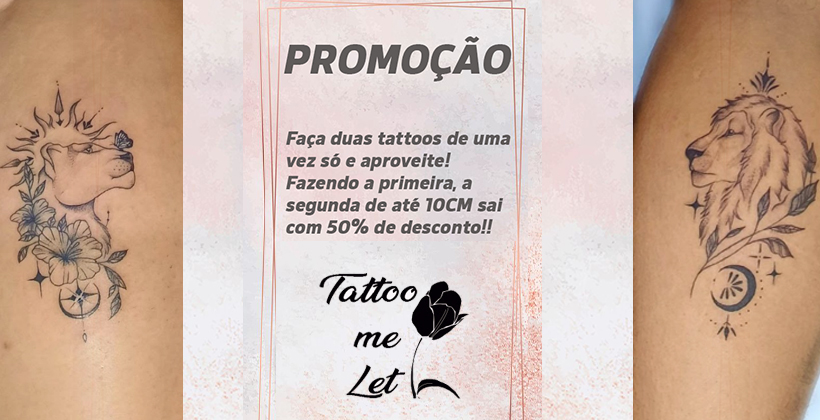 PROMOÇÃO
Faça duas tattoos de uma
vez só e aproveite!
Fazendo a primeira, a
segunda de até 10CM sai
com 50% de desconto!!
Tattoo
me
Let